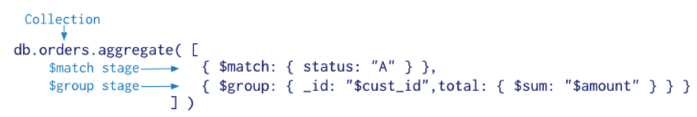 Collection
db.orders.aggregate( [
$match stage { $match: { status: "A" } },
$group stage { $group: { _id: "$cust_id",total: { $sum: "$amount" } } }
] )